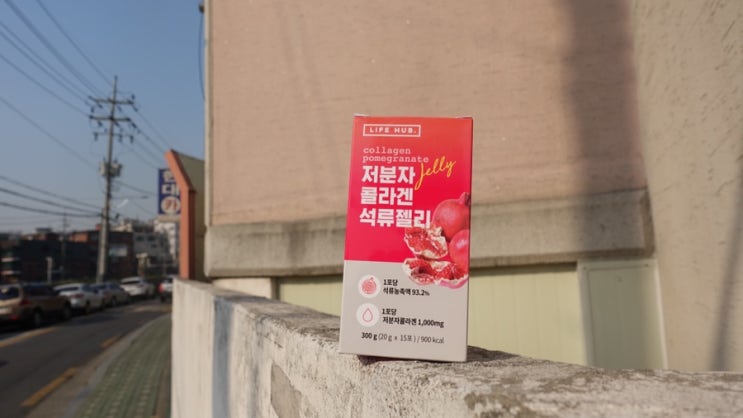 LIFE HUB.
collagen
pomegranate
Jelly
저분자
콜라겐
석류젤리
1포당
석류농축액 93.2%
1포당
저분자콜라겐 1,000mg
300 g (20 g x 15포) / 900 kcal
현대